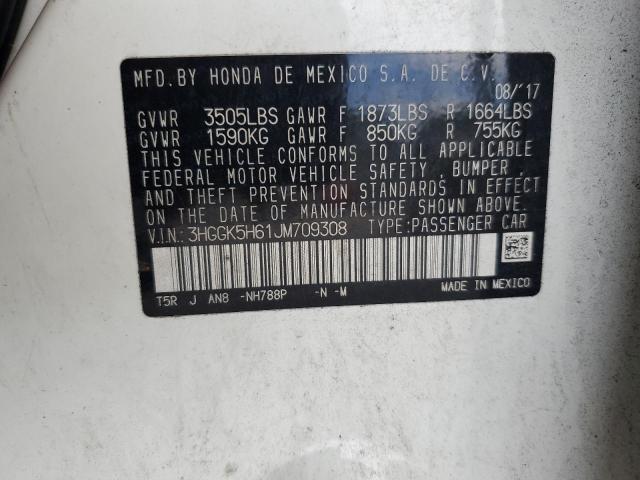 MFD. BY HONDA DE MEXICO S.A. DE C.V.
08/'17
GVWR 3505LBS GAWR F 1873LBS R 1664LBS
GVWR 1590KG GAWR F 850KG R 755KG
THIS VEHICLE CONFORMS TO ALL APPLICABLE
FEDERAL MOTOR VEHICLE SAFETY, BUMPER,
AND THEFT PREVENTION STANDARDS IN EFFECT
ON THE DATE OF MANUFACTURE SHOWN ABOVE.
V.I.N.: 3HGGK5H61JM709308 TYPE:PASSENGER CAR
T5R J AN8 -NH788P -N -M MADE IN MEXICO